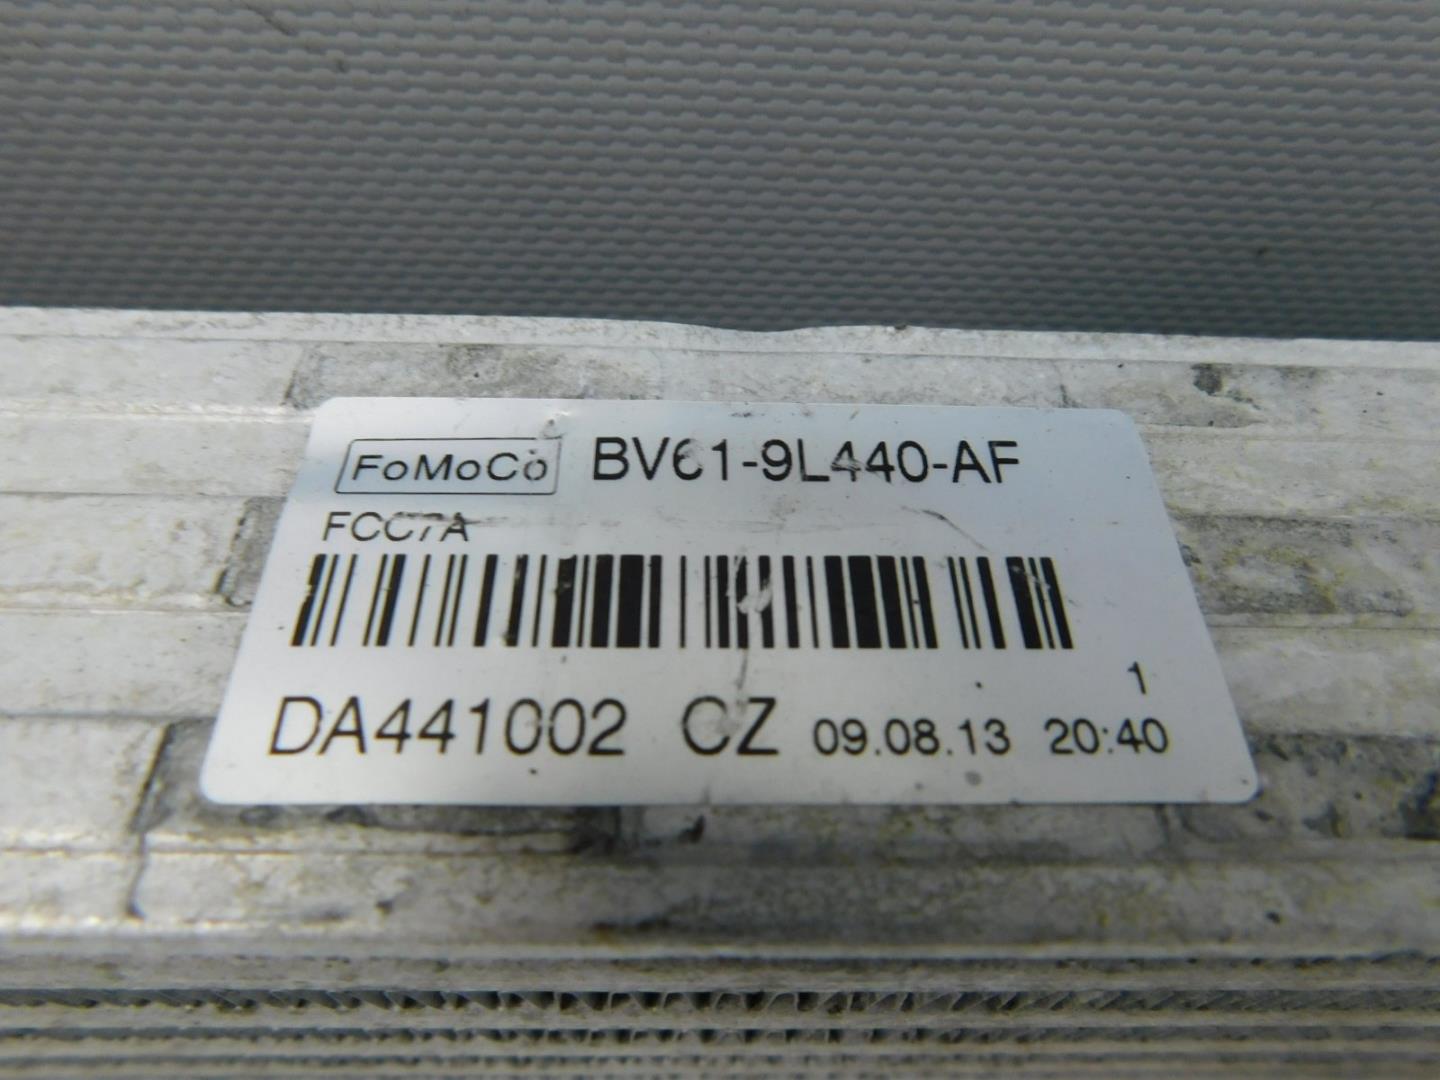 FoMoCo BV61-9L440-AF
FCC7A
1
DA441002 CZ 09.08.13 20:40